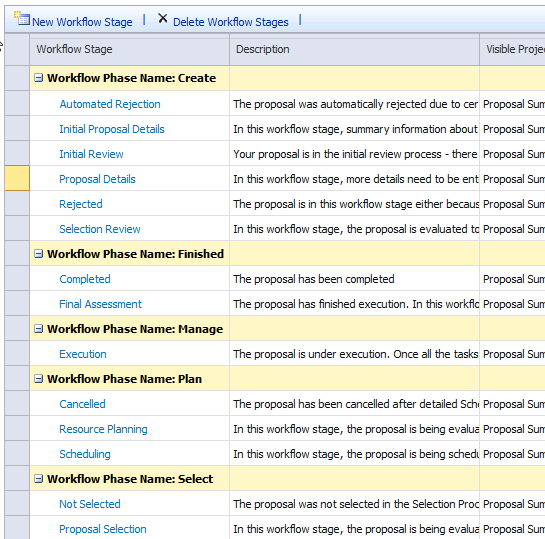 New Workflow Stage | Delete Workflow Stages |
Workflow Stage Description Visible Projec
Workflow Phase Name: Create
Automated Rejection The proposal was automatically rejected due to cer Proposal Sum
Initial Proposal Details In this workflow stage, summary information about Proposal Sum
Initial Review Your proposal is in the initial review process - there Proposal Sum
Proposal Details In this workflow stage, more details need to be ent Proposal Sum
Rejected The proposal is in this workflow stage either becaus Proposal Sum
Selection Review In this workflow stage, the proposal is evaluated to Proposal Sum
Workflow Phase Name: Finished
Completed The proposal has been completed Proposal Sum
Final Assessment The proposal has finished execution. In this workflo Proposal Sum
Workflow Phase Name: Manage
Execution The proposal is under execution. Once all the tasks Proposal Sum
Workflow Phase Name: Plan
Cancelled The proposal has been cancelled after detailed Sche Proposal Sum
Resource Planning In this workflow stage, the proposal is being evalua Proposal Sum
Scheduling In this workflow stage, the proposal is being schedu Proposal Sum
Workflow Phase Name: Select
Not Selected The proposal was not selected in the Selection Proc Proposal Sum
Proposal Selection In this workflow stage, the proposal is being evalua Proposal Sum